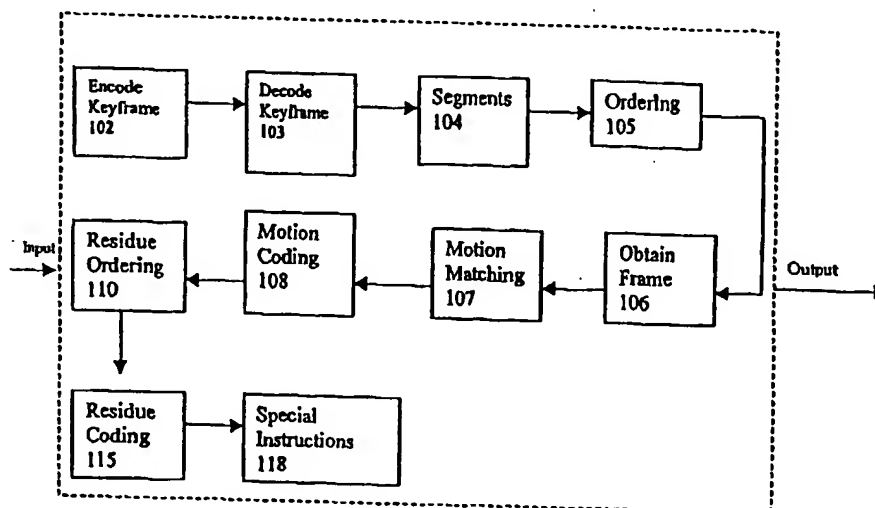 Encode
Keyframe
102
Decode
Keyframe
103
Segments
104
Ordering
105
Input
Residue
Ordering
110
Motion
Coding
108
Motion
Matching
107
Obtain
Frame
106
Output
Residue
Coding
115
Special
Instructions
118